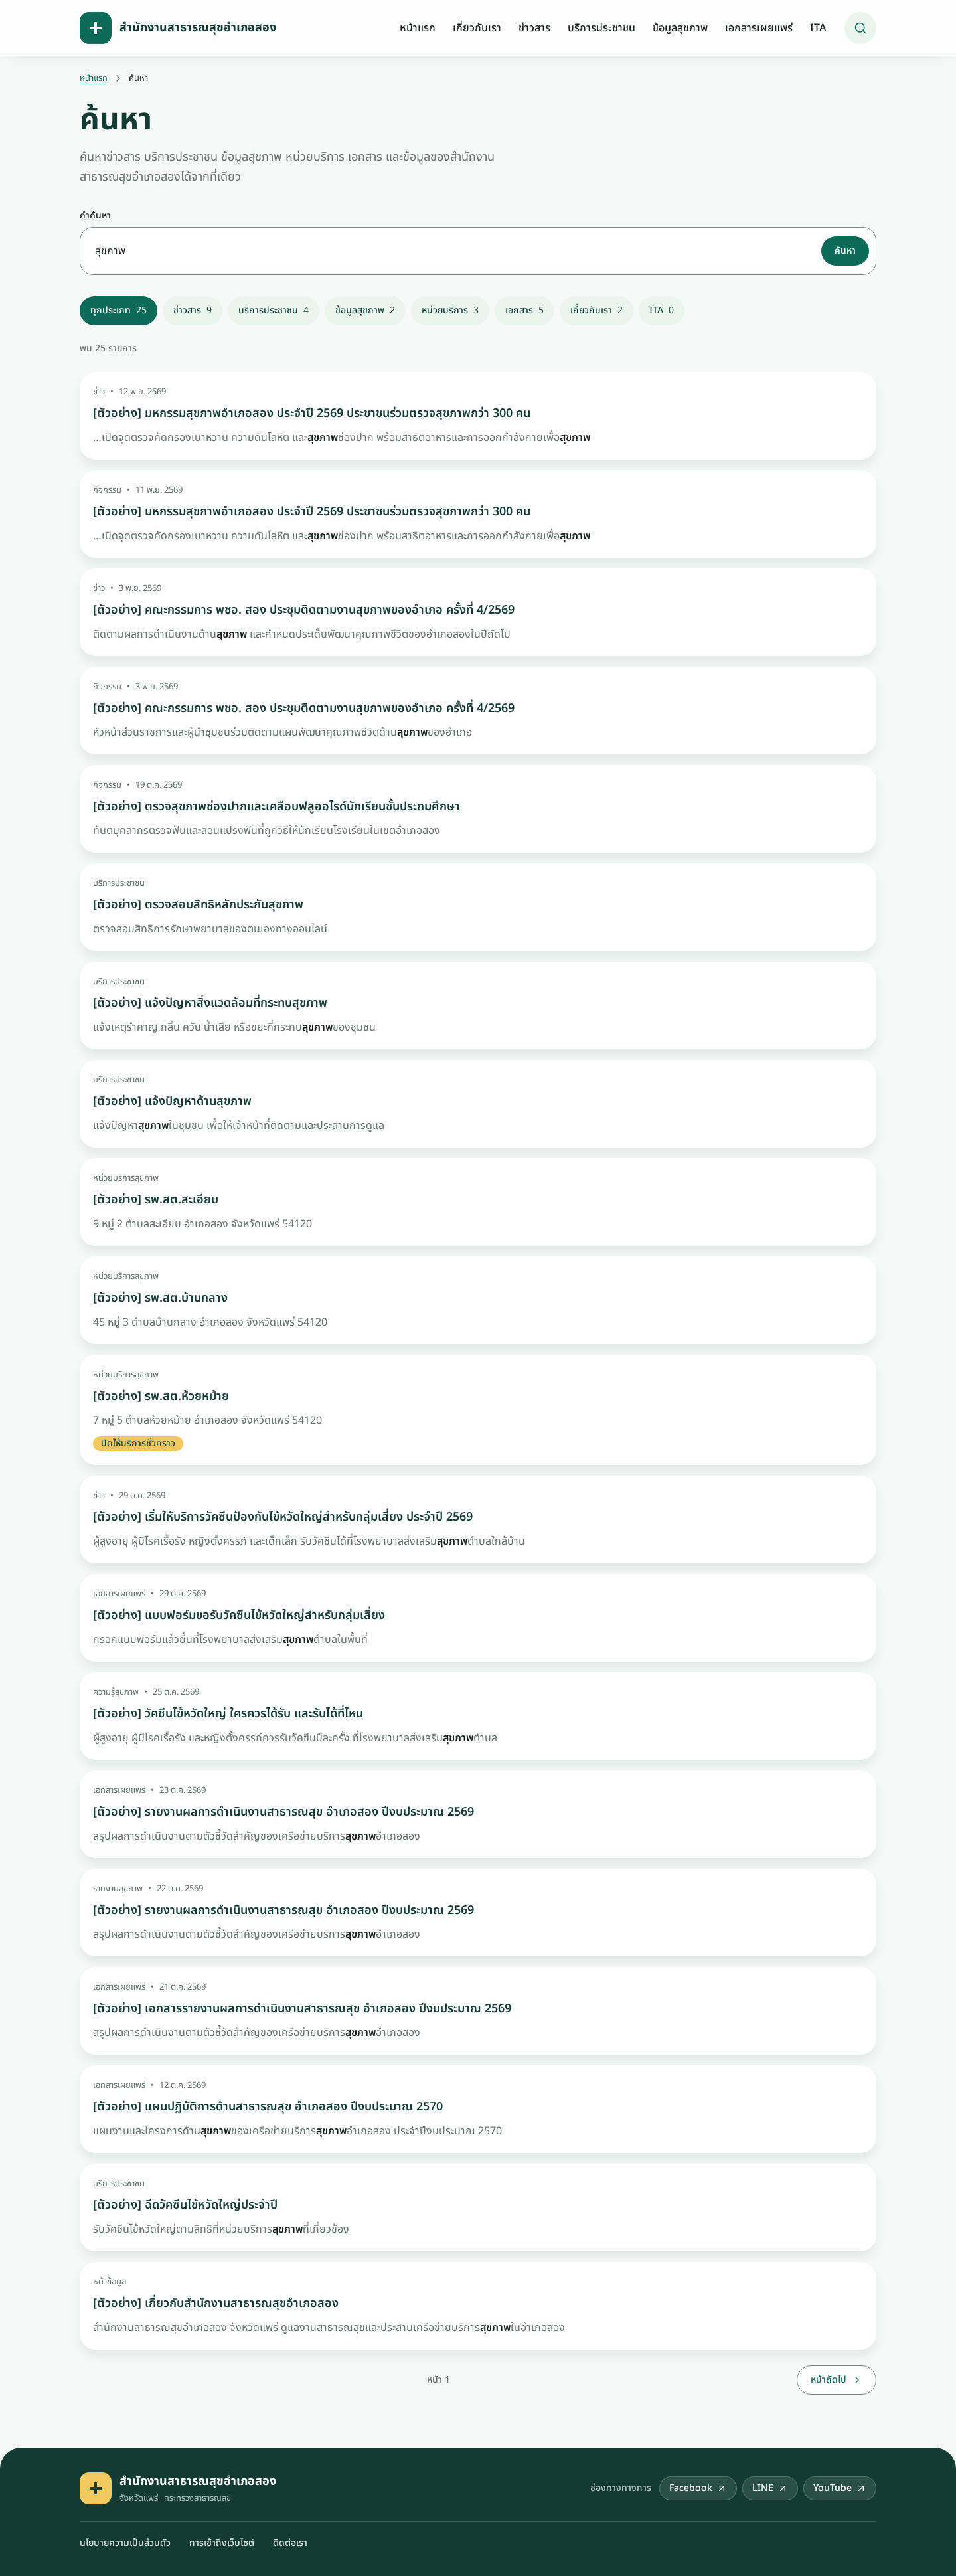 สำนักงานสาธารณสุขอำเภอสอง
หน้าแรก เกี่ยวกับเรา ข่าวสาร บริการประชาชน ข้อมูลสุขภาพ เอกสารเผยแพร่ ITA
หน้าแรก > ค้นหา
ค้นหา
ค้นหาข่าวสาร บริการประชาชน ข้อมูลสุขภาพ หน่วยบริการ เอกสาร และข้อมูลของสำนักงาน
สาธารณสุขอำเภอสองได้จากที่เดียว
คำค้นหา
สุขภาพ ค้นหา
ทุกประเภท 25 ข่าวสาร 9 บริการประชาชน 4 ข้อมูลสุขภาพ 2 หน่วยบริการ 3 เอกสาร 5 เกี่ยวกับเรา 2 ITA 0
พบ 25 รายการ
ข่าว • 12 พ.ย. 2569
[ตัวอย่าง] มหกรรมสุขภาพอำเภอสอง ประจำปี 2569 ประชาชนร่วมตรวจสุขภาพกว่า 300 คน
…เปิดจุดตรวจคัดกรองเบาหวาน ความดันโลหิต และสุขภาพช่องปาก พร้อมสาธิตอาหารและการออกกำลังกายเพื่อสุขภาพ
กิจกรรม • 11 พ.ย. 2569
[ตัวอย่าง] มหกรรมสุขภาพอำเภอสอง ประจำปี 2569 ประชาชนร่วมตรวจสุขภาพกว่า 300 คน
…เปิดจุดตรวจคัดกรองเบาหวาน ความดันโลหิต และสุขภาพช่องปาก พร้อมสาธิตอาหารและการออกกำลังกายเพื่อสุขภาพ
ข่าว • 3 พ.ย. 2569
[ตัวอย่าง] คณะกรรมการ พชอ. สอง ประชุมติดตามงานสุขภาพของอำเภอ ครั้งที่ 4/2569
ติดตามผลการดำเนินงานด้านสุขภาพ และกำหนดประเด็นพัฒนาคุณภาพชีวิตของอำเภอสองในปีถัดไป
กิจกรรม • 3 พ.ย. 2569
[ตัวอย่าง] คณะกรรมการ พชอ. สอง ประชุมติดตามงานสุขภาพของอำเภอ ครั้งที่ 4/2569
หัวหน้าส่วนราชการและผู้นำชุมชนร่วมติดตามแผนพัฒนาคุณภาพชีวิตด้านสุขภาพของอำเภอ
กิจกรรม • 19 ต.ค. 2569
[ตัวอย่าง] ตรวจสุขภาพช่องปากและเคลือบฟลูออไรด์นักเรียนชั้นประถมศึกษา
ทันตบุคลากรตรวจฟันและสอนแปรงฟันที่ถูกวิธีให้นักเรียนโรงเรียนในเขตอำเภอสอง
บริการประชาชน
[ตัวอย่าง] ตรวจสอบสิทธิหลักประกันสุขภาพ
ตรวจสอบสิทธิการรักษาพยาบาลของตนเองทางออนไลน์
บริการประชาชน
[ตัวอย่าง] แจ้งปัญหาสิ่งแวดล้อมที่กระทบสุขภาพ
แจ้งเหตุรำคาญ กลิ่น ควัน น้ำเสีย หรือขยะที่กระทบสุขภาพของชุมชน
บริการประชาชน
[ตัวอย่าง] แจ้งปัญหาด้านสุขภาพ
แจ้งปัญหาสุขภาพในชุมชน เพื่อให้เจ้าหน้าที่ติดตามและประสานการดูแล
หน่วยบริการสุขภาพ
[ตัวอย่าง] รพ.สต.สะเอียบ
9 หมู่ 2 ตำบลสะเอียบ อำเภอสอง จังหวัดแพร่ 54120
หน่วยบริการสุขภาพ
[ตัวอย่าง] รพ.สต.บ้านกลาง
45 หมู่ 3 ตำบลบ้านกลาง อำเภอสอง จังหวัดแพร่ 54120
หน่วยบริการสุขภาพ
[ตัวอย่าง] รพ.สต.ห้วยหม้าย
7 หมู่ 5 ตำบลห้วยหม้าย อำเภอสอง จังหวัดแพร่ 54120
ปิดให้บริการชั่วคราว
ข่าว • 29 ต.ค. 2569
[ตัวอย่าง] เริ่มให้บริการวัคซีนป้องกันไข้หวัดใหญ่สำหรับกลุ่มเสี่ยง ประจำปี 2569
ผู้สูงอายุ ผู้มีโรคเรื้อรัง หญิงตั้งครรภ์ และเด็กเล็ก รับวัคซีนได้ที่โรงพยาบาลส่งเสริมสุขภาพตำบลใกล้บ้าน
เอกสารเผยแพร่ • 29 ต.ค. 2569
[ตัวอย่าง] แบบฟอร์มขอรับวัคซีนไข้หวัดใหญ่สำหรับกลุ่มเสี่ยง
กรอกแบบฟอร์มแล้วยื่นที่โรงพยาบาลส่งเสริมสุขภาพตำบลในพื้นที่
ความรู้สุขภาพ • 25 ต.ค. 2569
[ตัวอย่าง] วัคซีนไข้หวัดใหญ่ ใครควรได้รับ และรับได้ที่ไหน
ผู้สูงอายุ ผู้มีโรคเรื้อรัง และหญิงตั้งครรภ์ควรรับวัคซีนปีละครั้ง ที่โรงพยาบาลส่งเสริมสุขภาพตำบล
เอกสารเผยแพร่ • 23 ต.ค. 2569
[ตัวอย่าง] รายงานผลการดำเนินงานสาธารณสุข อำเภอสอง ปีงบประมาณ 2569
สรุปผลการดำเนินงานตามตัวชี้วัดสำคัญของเครือข่ายบริการสุขภาพอำเภอสอง
รายงานสุขภาพ • 22 ต.ค. 2569
[ตัวอย่าง] รายงานผลการดำเนินงานสาธารณสุข อำเภอสอง ปีงบประมาณ 2569
สรุปผลการดำเนินงานตามตัวชี้วัดสำคัญของเครือข่ายบริการสุขภาพอำเภอสอง
เอกสารเผยแพร่ • 21 ต.ค. 2569
[ตัวอย่าง] เอกสารรายงานผลการดำเนินงานสาธารณสุข อำเภอสอง ปีงบประมาณ 2569
สรุปผลการดำเนินงานตามตัวชี้วัดสำคัญของเครือข่ายบริการสุขภาพอำเภอสอง
เอกสารเผยแพร่ • 12 ต.ค. 2569
[ตัวอย่าง] แผนปฏิบัติการด้านสาธารณสุข อำเภอสอง ปีงบประมาณ 2570
แผนงานและโครงการด้านสุขภาพของเครือข่ายบริการสุขภาพอำเภอสอง ประจำปีงบประมาณ 2570
บริการประชาชน
[ตัวอย่าง] ฉีดวัคซีนไข้หวัดใหญ่ประจำปี
รับวัคซีนไข้หวัดใหญ่ตามสิทธิที่หน่วยบริการสุขภาพที่เกี่ยวข้อง
หน้าข้อมูล
[ตัวอย่าง] เกี่ยวกับสำนักงานสาธารณสุขอำเภอสอง
สำนักงานสาธารณสุขอำเภอสอง จังหวัดแพร่ ดูแลงานสาธารณสุขและประสานเครือข่ายบริการสุขภาพในอำเภอสอง
หน้า 1 หน้าถัดไป
สำนักงานสาธารณสุขอำเภอสอง
จังหวัดแพร่ · กระทรวงสาธารณสุข
ช่องทางทางการ Facebook LINE YouTube
นโยบายความเป็นส่วนตัว การเข้าถึงเว็บไซต์ ติดต่อเรา